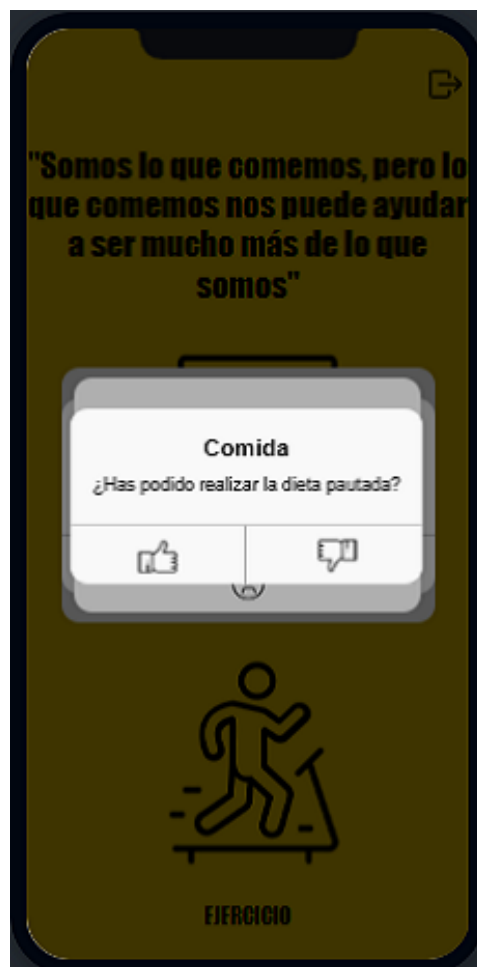 "Somos lo que comemos, pero lo
que comemos nos puede ayudar
a ser mucho más de lo que
somos"
Comida
¿Has podido realizar la dieta pautada?
EJERCICIO